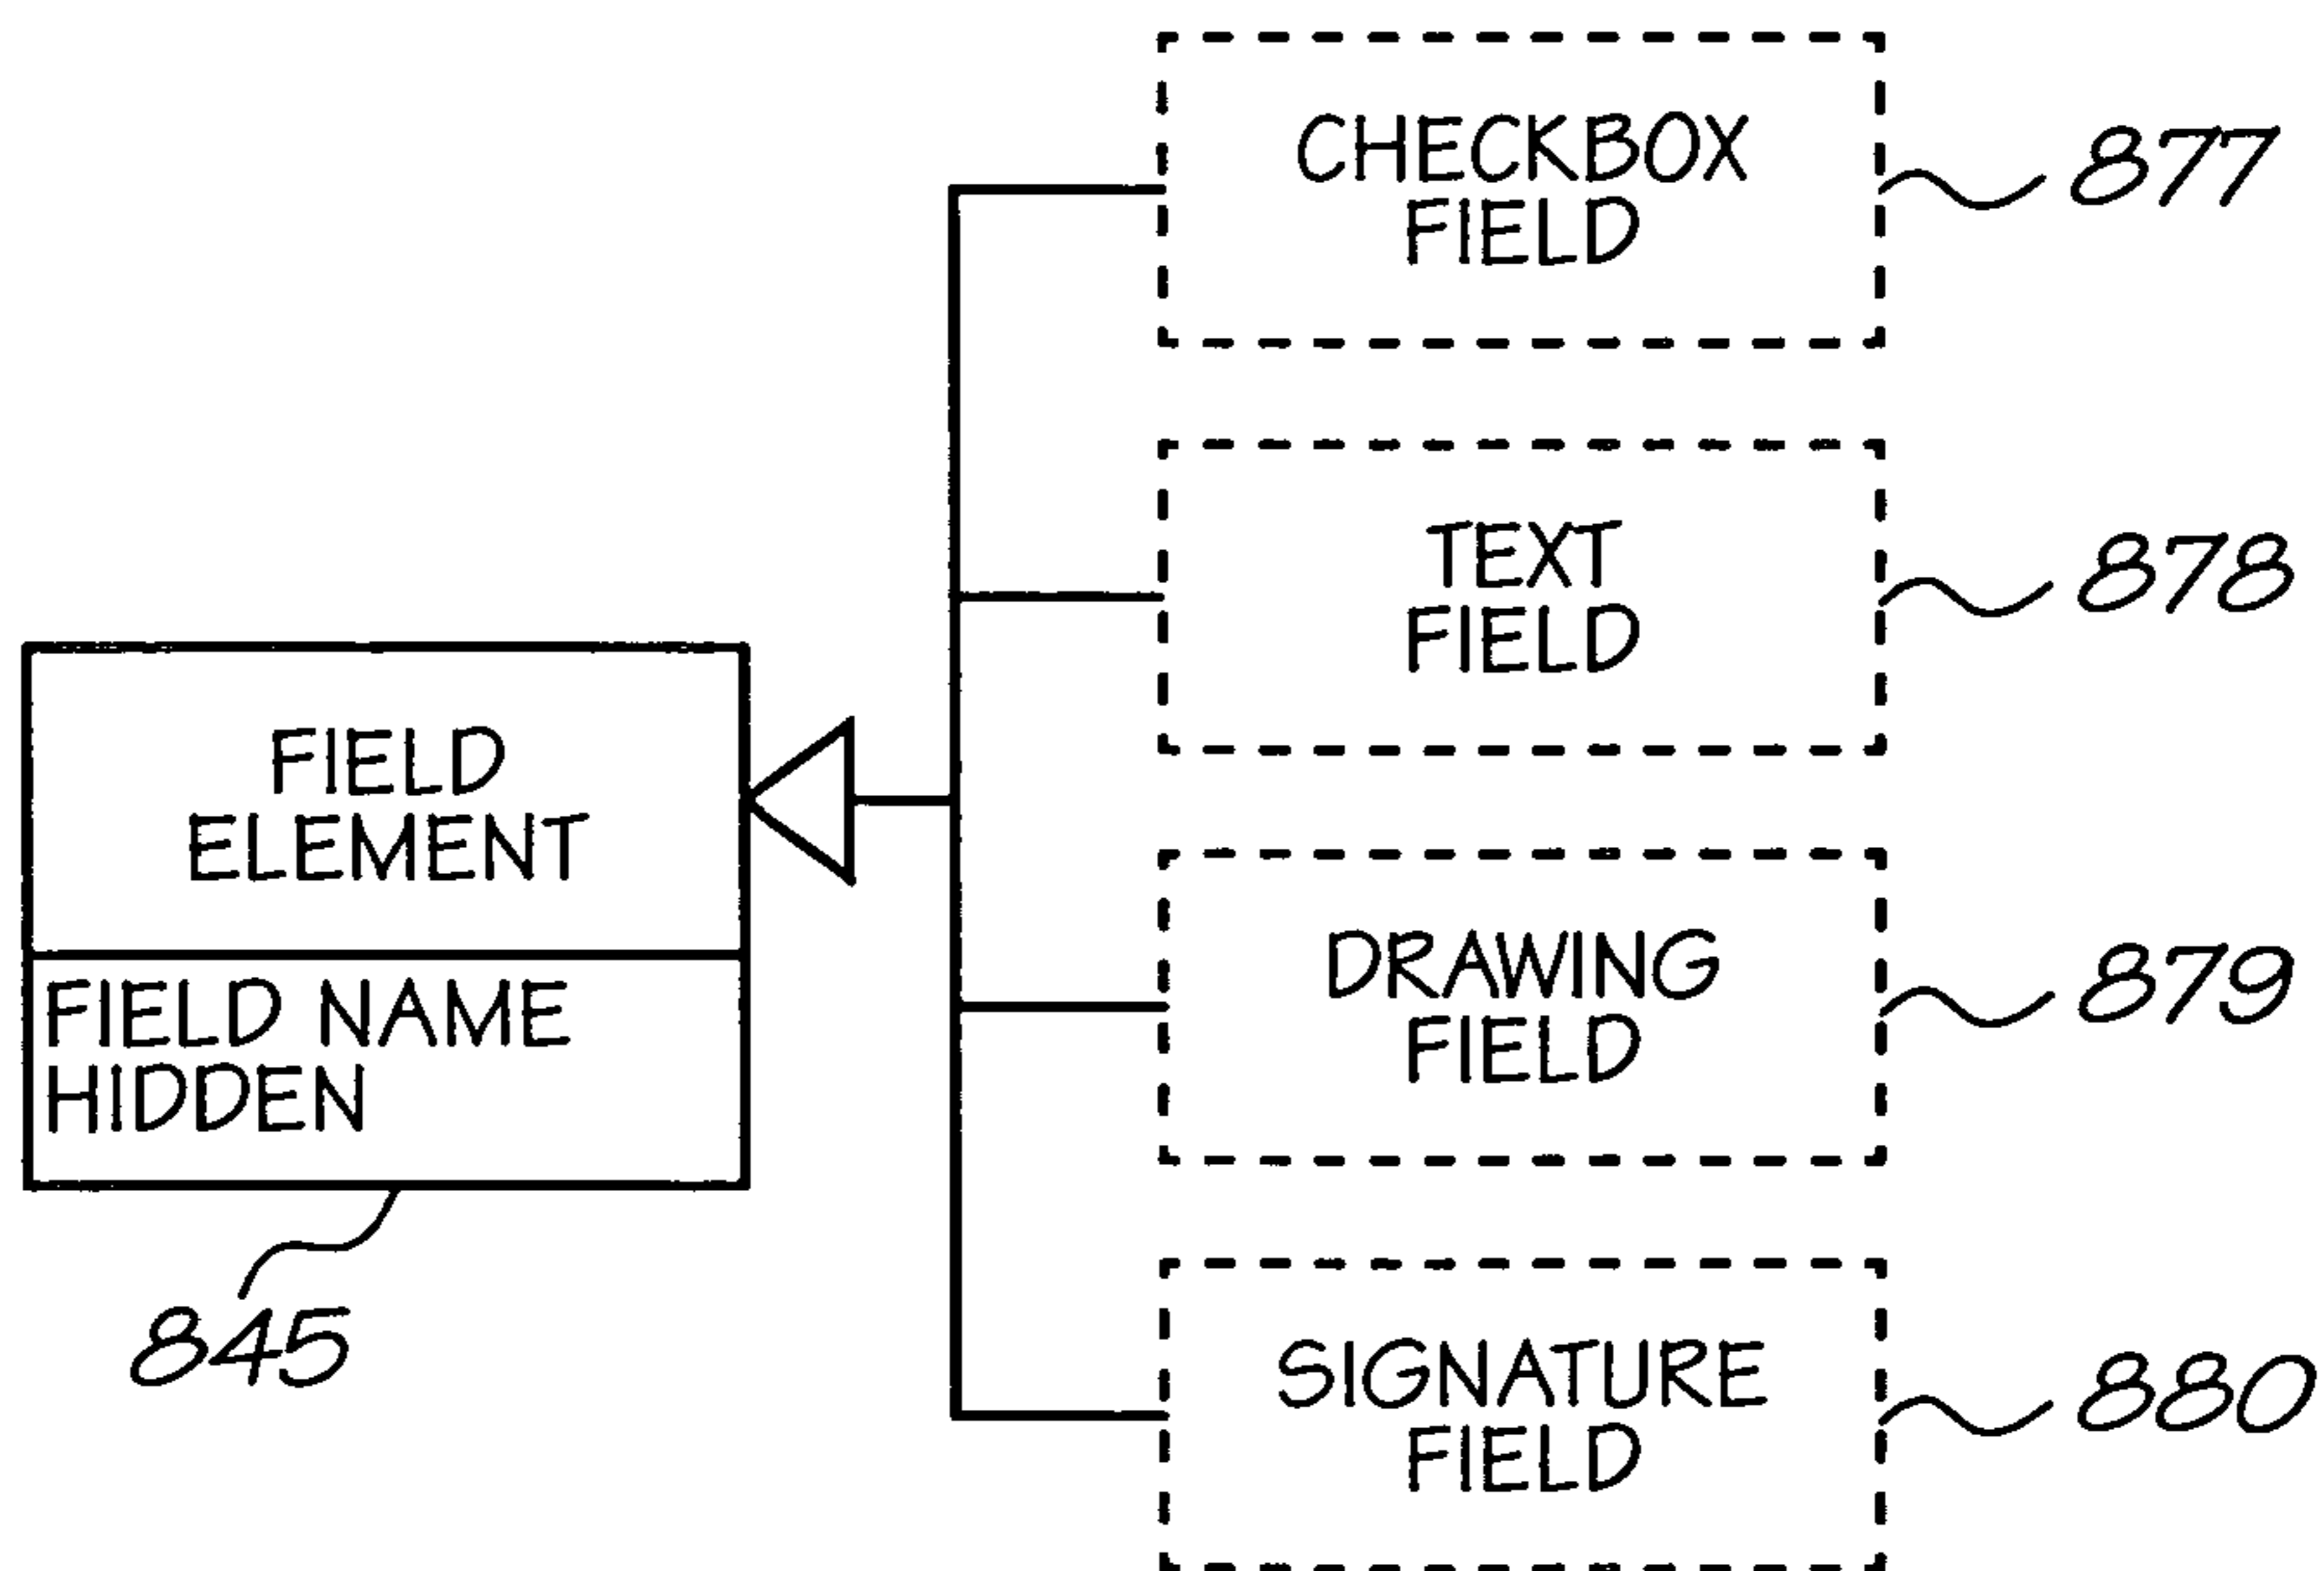 CHECKBOX
FIELD
877
TEXT
FIELD
878
FIELD
ELEMENT
FIELD NAME
HIDDEN
845
DRAWING
FIELD
879
SIGNATURE
FIELD
880